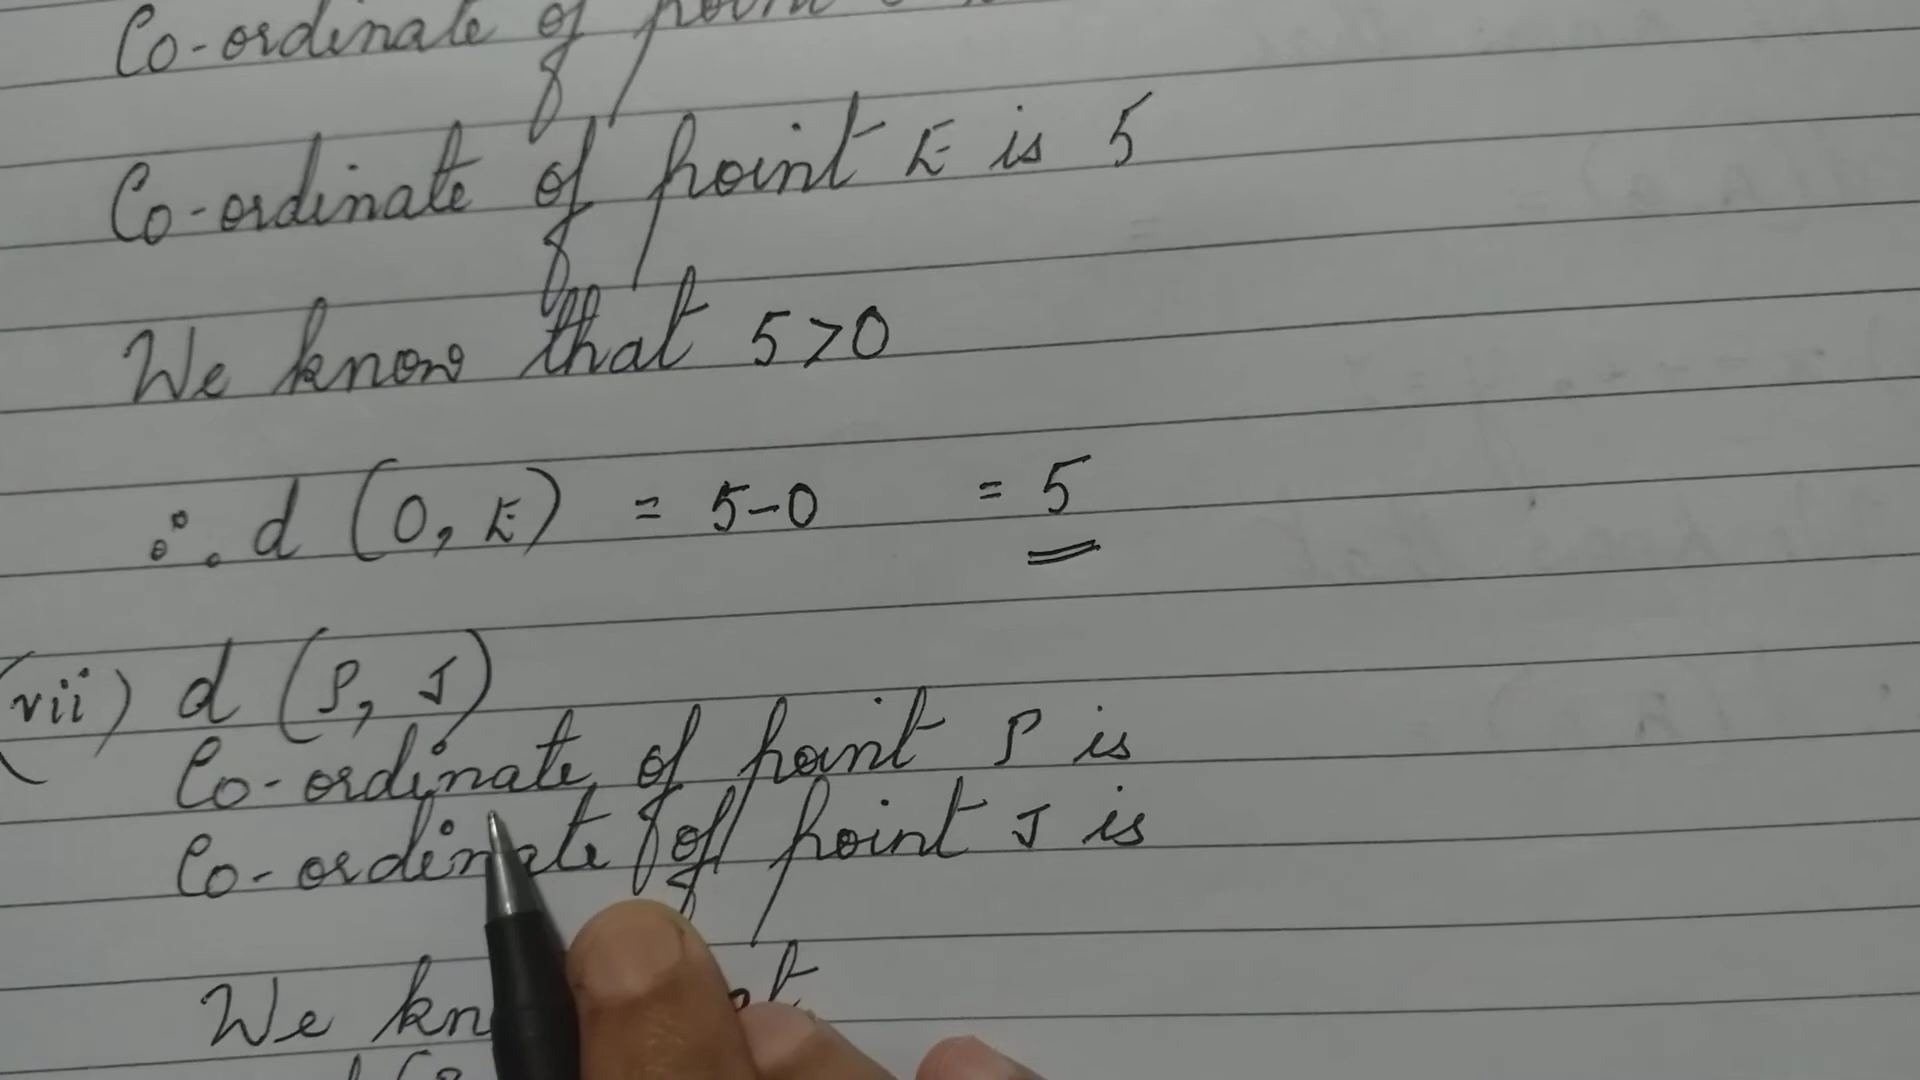 Co-ordinate of point
Co-ordinate of point E is 5
We know that 5>0
∴ d (O, E) = 5-0 = 5
(vii) d (P, J)
Co-ordinate of point P is
Co-ordinate of point J is
We